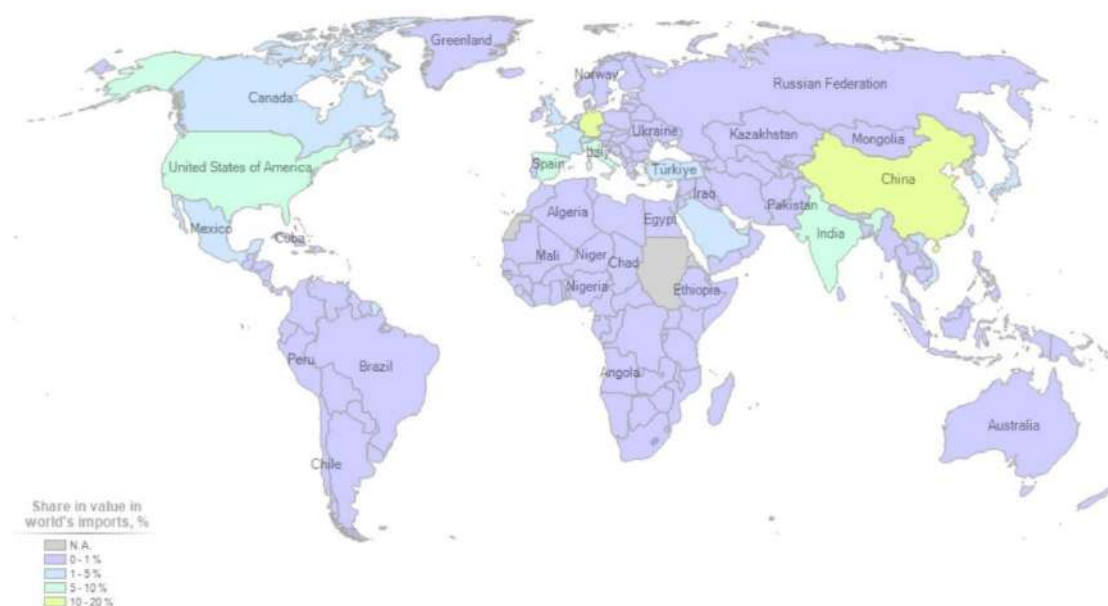 Greenland
Norway
Russian Federation
Canada
Ukraine
Kazakhstan
Mongolia
United States of America
Spain
Italy
Türkiye
China
Iraq
Pakistan
Mexico
Cuba
Algeria
Egypt
India
Mali
Niger
Chad
Nigeria
Ethiopia
Peru
Brazil
Angola
Australia
Chile
Share in value in
world's imports, %
N.A.
0 - 1 %
1 - 5 %
5 - 10 %
10 - 20 %